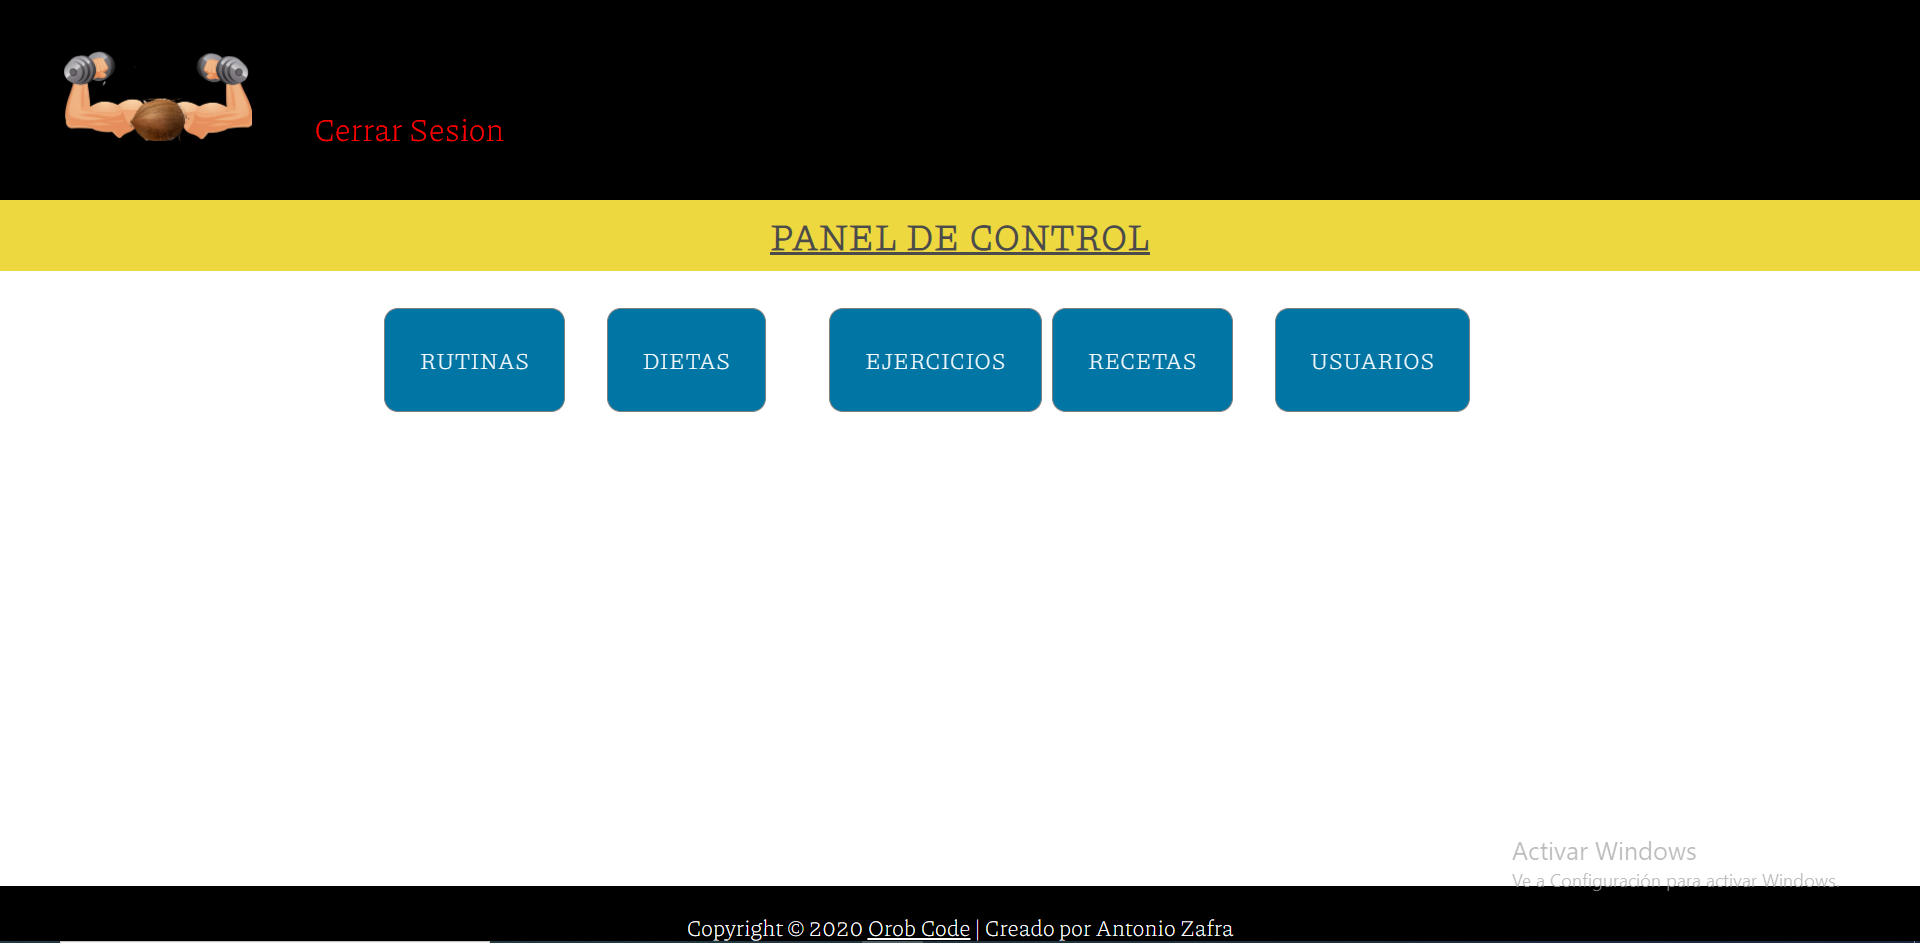 Cerrar Sesion
PANEL DE CONTROL
RUTINAS
DIETAS
EJERCICIOS
RECETAS
USUARIOS
Activar Windows
Ve a Configuración para activar Windows.
Copyright © 2020 Orob Code | Creado por Antonio Zafra